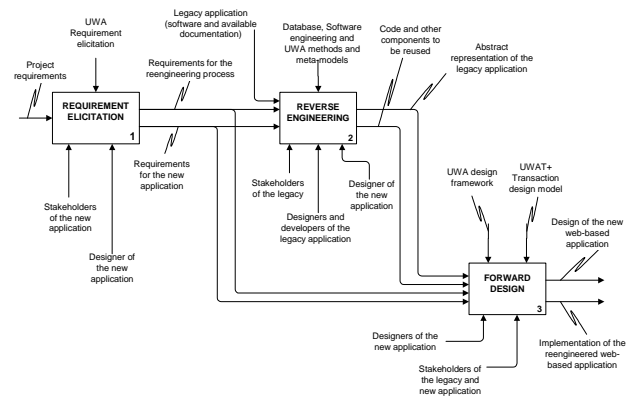 UWA
Requirement
elicitation
Project
requirements
Legacy application
(software and available
documentation)
Requirements for the
reengineering process
Database, Software
engineering and
UWA methods and
meta-models
Code and other
components to
be reused
Abstract
representation of the
legacy application
REQUIREMENT
ELICITATION
1
REVERSE
ENGINEERING
2
Requirements
for the new
application
Stakeholders
of the new
application
Designer of
the new
application
Stakeholders
of the legacy
Designers and
developers of the
legacy application
Designer of
the new
application
UWA design
framework
UWAT+
Transaction
design model
Design of the new
web-based
application
FORWARD
DESIGN
3
Designers of the
new application
Stakeholders of
the legacy and
new application
Implementation of the
reengineered web-
based application